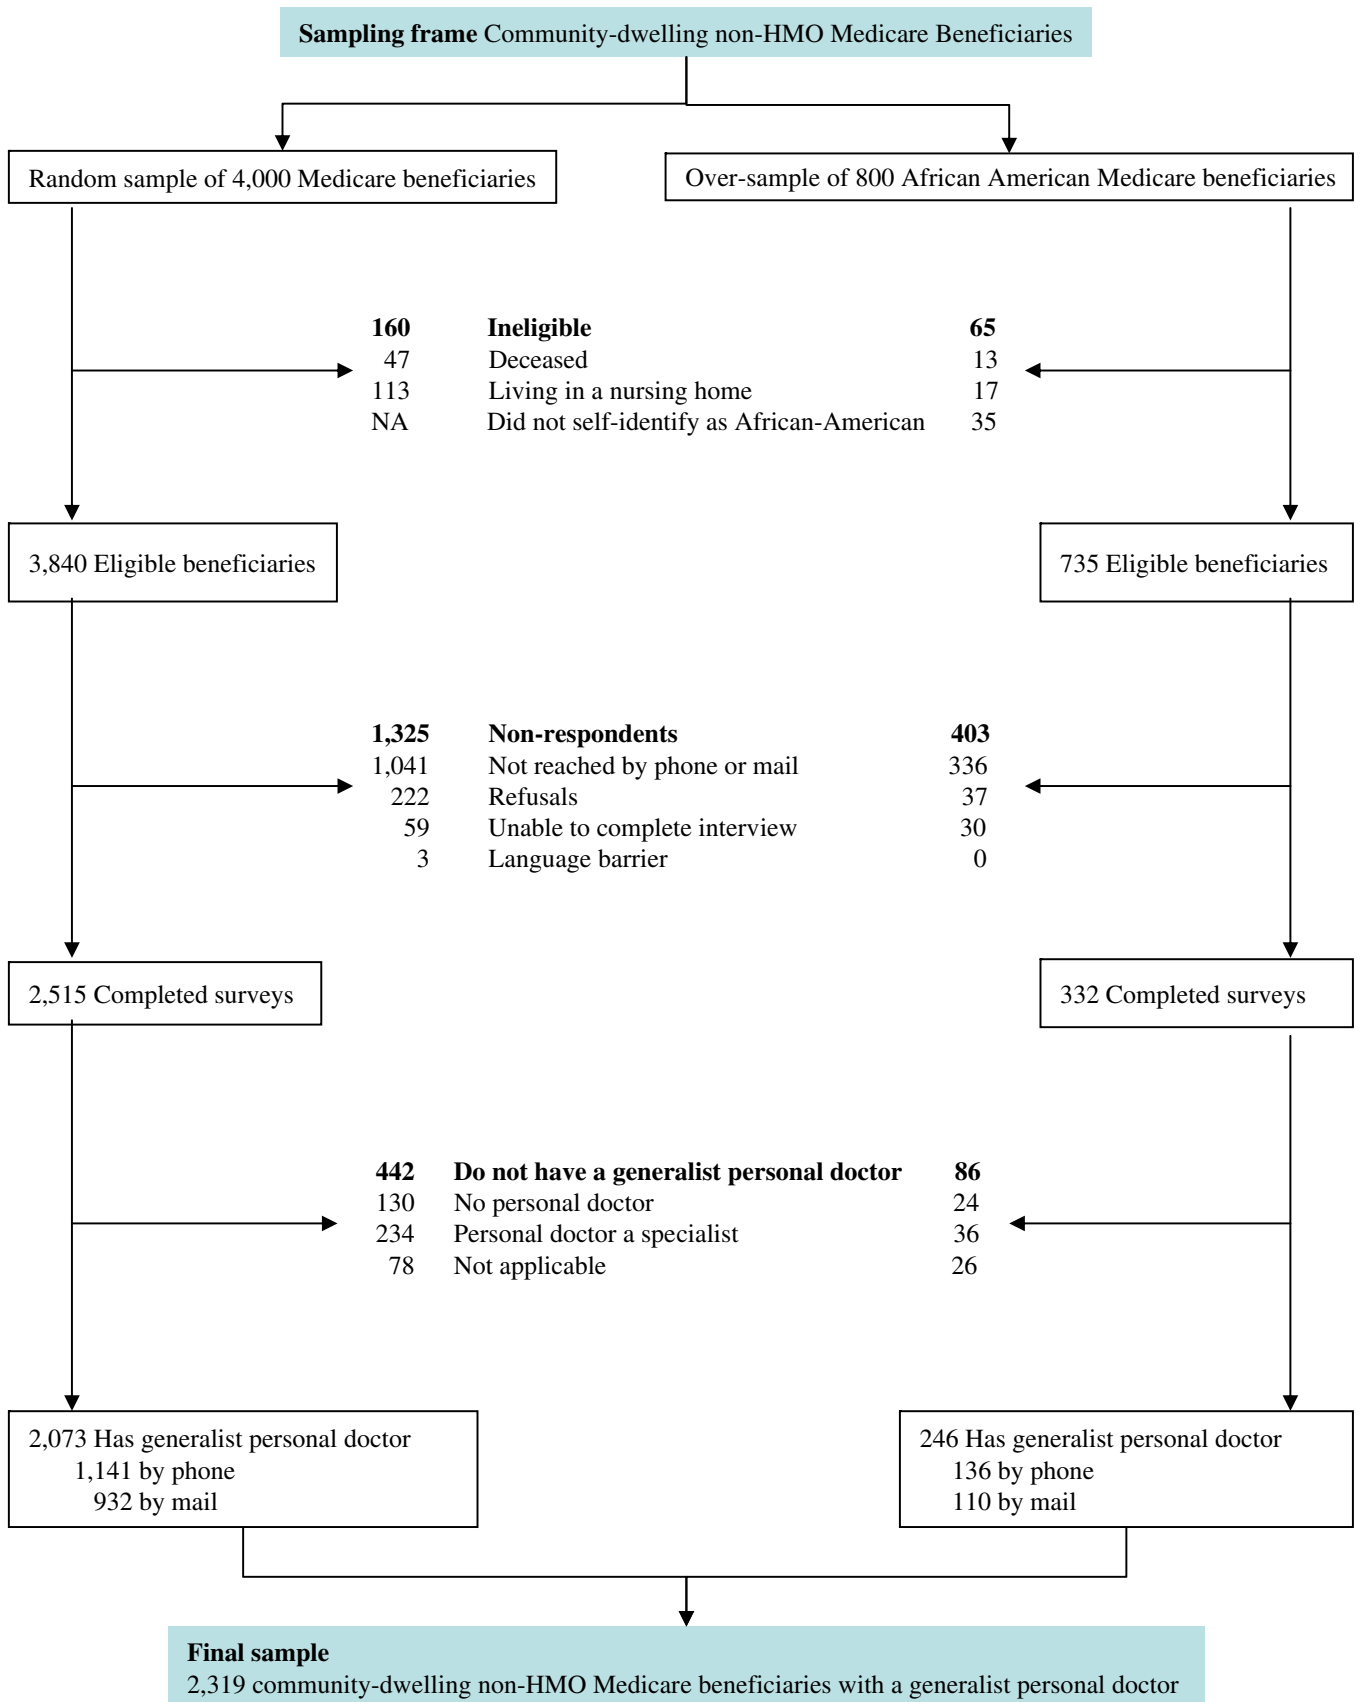 Sampling frame Community-dwelling non-HMO Medicare Beneficiaries
Random sample of 4,000 Medicare beneficiaries
Over-sample of 800 African American Medicare beneficiaries
160 Ineligible 65
47 Deceased 13
113 Living in a nursing home 17
NA Did not self-identify as African-American 35
3,840 Eligible beneficiaries
735 Eligible beneficiaries
1,325 Non-respondents 403
1,041 Not reached by phone or mail 336
222 Refusals 37
59 Unable to complete interview 30
3 Language barrier 0
2,515 Completed surveys
332 Completed surveys
442 Do not have a generalist personal doctor 86
130 No personal doctor 24
234 Personal doctor a specialist 36
78 Not applicable 26
2,073 Has generalist personal doctor
1,141 by phone
932 by mail
246 Has generalist personal doctor
136 by phone
110 by mail
Final sample
2,319 community-dwelling non-HMO Medicare beneficiaries with a generalist personal doctor